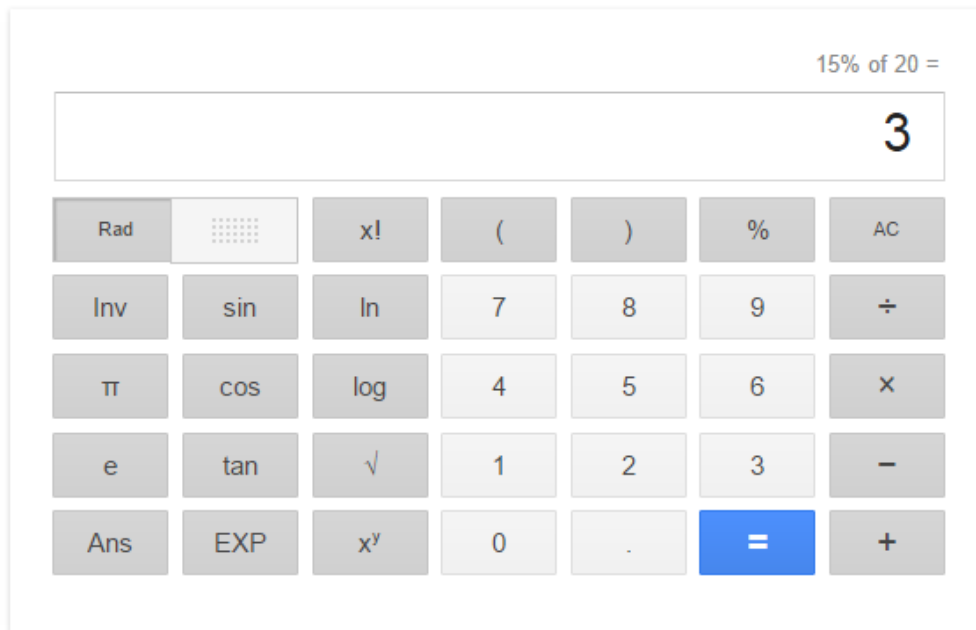 15% of 20 =
3
Rad x! ( ) % AC
Inv sin ln 7 8 9 ÷
π cos log 4 5 6 ×
e tan √ 1 2 3 −
Ans EXP xʸ 0 . = +